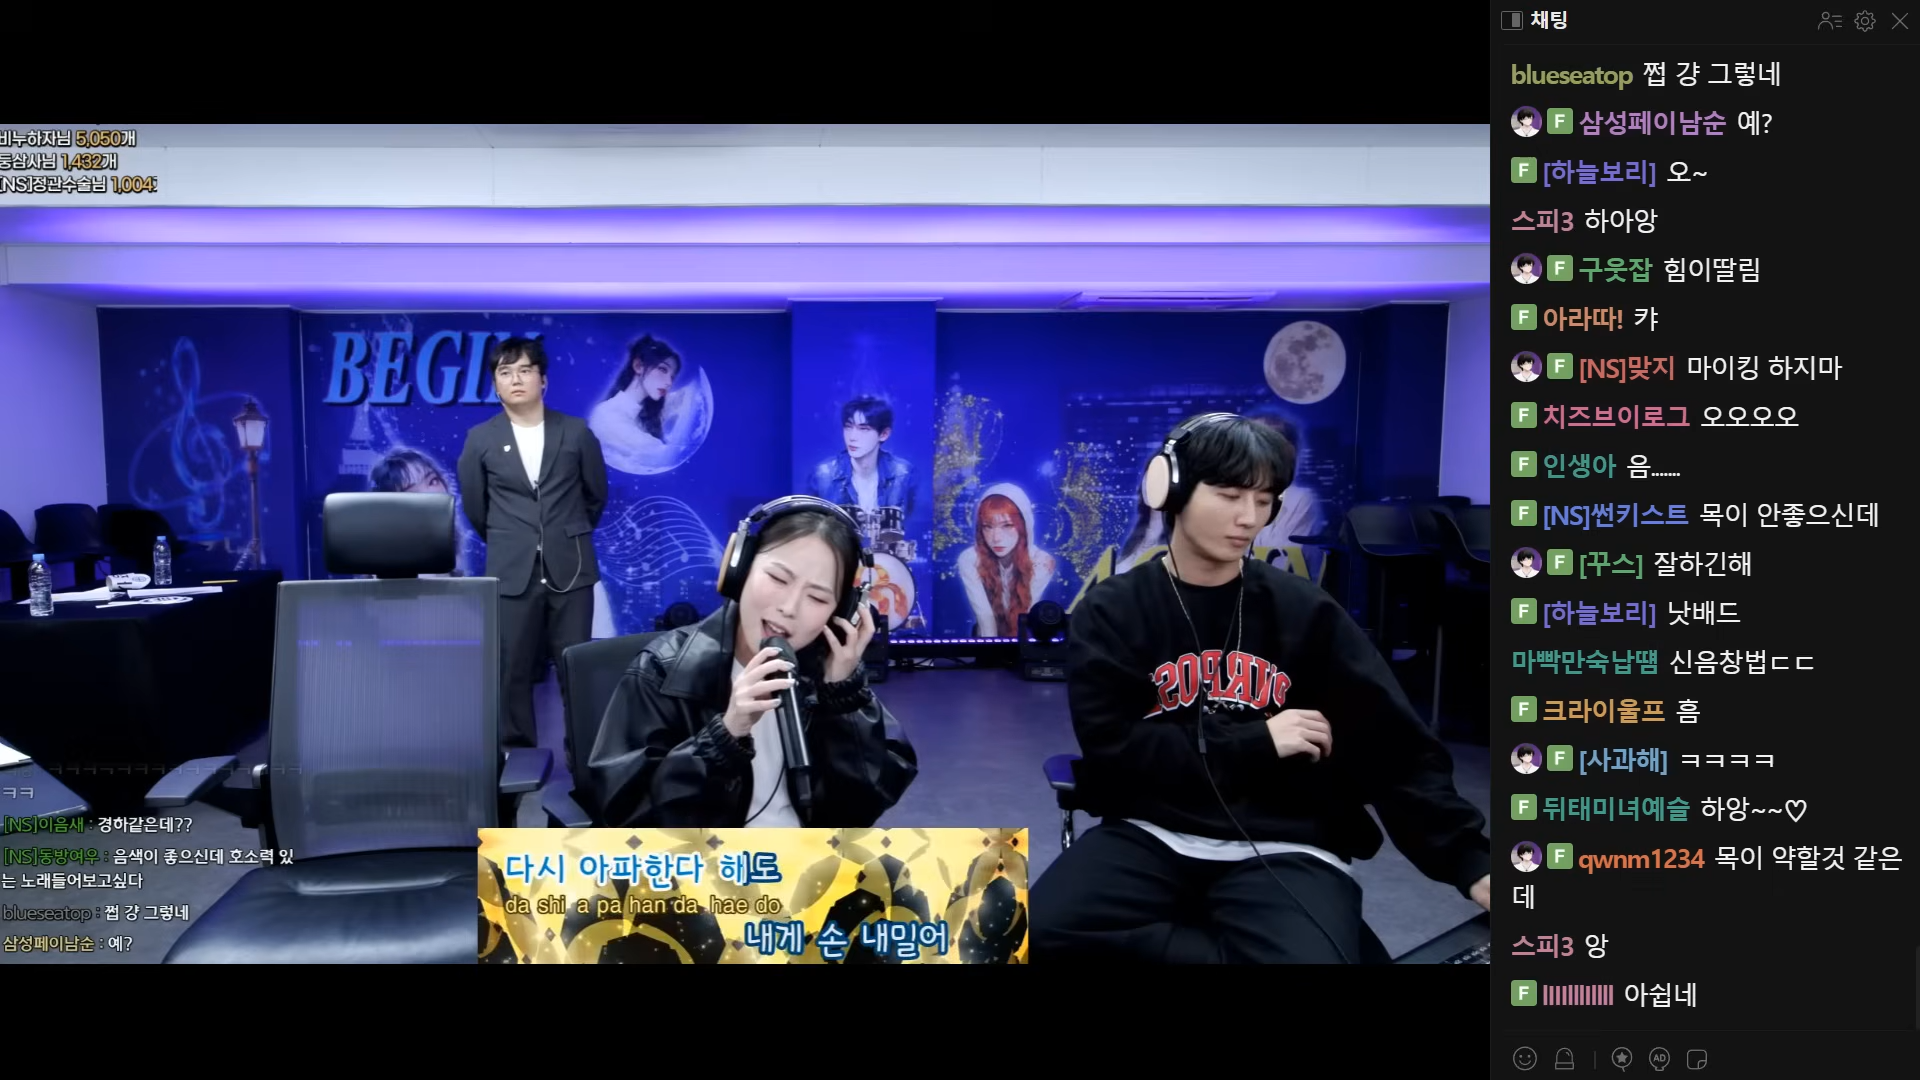 비누하자님 5,050개
둥삼사님 1,432개
[NS]정관수술님 1,004
BEGIN
ㅋㅋ
[NS]이음새 : 경하같은데??
[NS]동방여우 : 음색이 좋으신데 호소력 있
는 노래들어보고싶다
blueseatop : 쩝 걍 그렇네
삼성페이남순 : 예?
다시 아파한다 해도
da shi a pa han da hae do
내게 손 내밀어
채팅
blueseatop 쩝 걍 그렇네
F 삼성페이남순 예?
F [하늘보리] 오~
스피3 하아앙
F 구웃잡 힘이딸림
F 아라따! 캬
F [NS]맞지 마이킹 하지마
F 치즈브이로그 오오오오
F 인생아 음.......
F [NS]썬키스트 목이 안좋으신데
F [꾸스] 잘하긴해
F [하늘보리] 낫배드
마빡만숙납떔 신음창법ㄷㄷ
F 크라이울프 흠
F [사과해] ㅋㅋㅋㅋ
F 뒤태미녀예슬 하앙~~♡
F qwnm1234 목이 약할것 같은
데
스피3 앙
F 아쉽네
AD